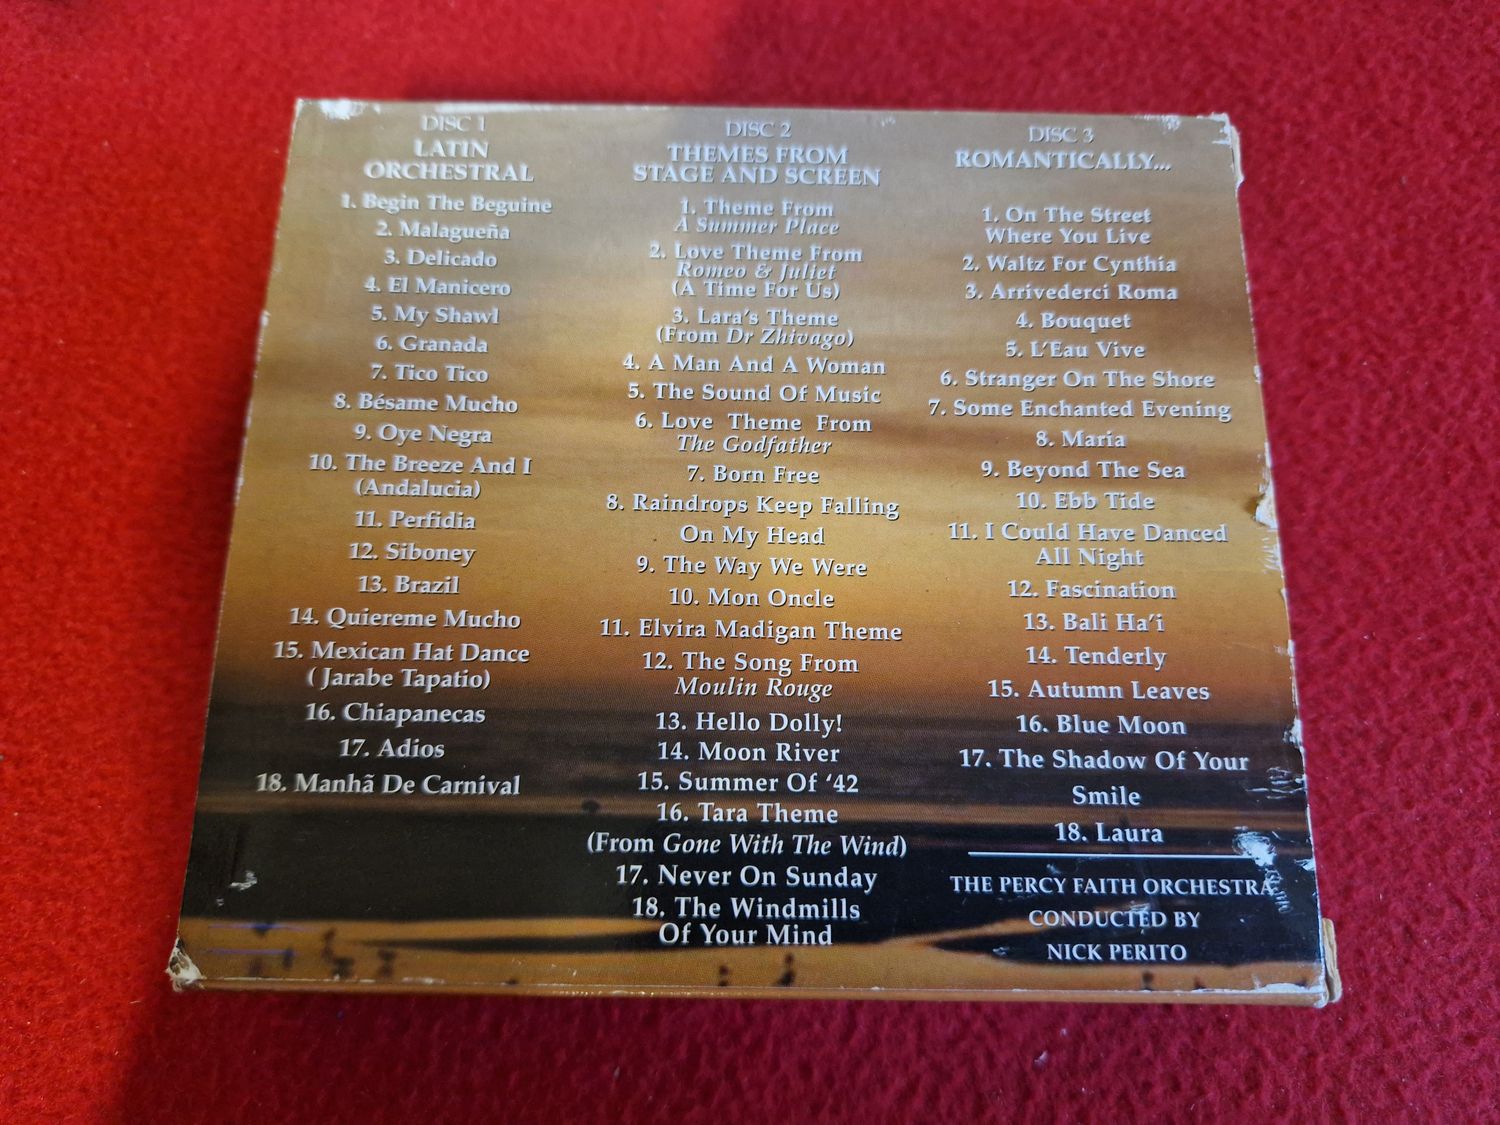 DISC 1
LATIN
ORCHESTRAL
1. Begin The Beguine
2. Malagueña
3. Delicado
4. El Manicero
5. My Shawl
6. Granada
7. Tico Tico
8. Bésame Mucho
9. Oye Negra
10. The Breeze And I
(Andalucia)
11. Perfidia
12. Siboney
13. Brazil
14. Quiereme Mucho
15. Mexican Hat Dance
( Jarabe Tapatio)
16. Chiapanecas
17. Adios
18. Manhã De Carnival
DISC 2
THEMES FROM
STAGE AND SCREEN
1. Theme From
A Summer Place
2. Love Theme From
Romeo & Juliet
(A Time For Us)
3. Lara's Theme
(From Dr Zhivago)
4. A Man And A Woman
5. The Sound Of Music
6. Love Theme From
The Godfather
7. Born Free
8. Raindrops Keep Falling
On My Head
9. The Way We Were
10. Mon Oncle
11. Elvira Madigan Theme
12. The Song From
Moulin Rouge
13. Hello Dolly!
14. Moon River
15. Summer Of ‘42
16. Tara Theme
(From Gone With The Wind)
17. Never On Sunday
18. The Windmills
Of Your Mind
DISC 3
ROMANTICALLY...
1. On The Street
Where You Live
2. Waltz For Cynthia
3. Arrivederci Roma
4. Bouquet
5. L’Eau Vive
6. Stranger On The Shore
7. Some Enchanted Evening
8. Maria
9. Beyond The Sea
10. Ebb Tide
11. I Could Have Danced
All Night
12. Fascination
13. Bali Ha’i
14. Tenderly
15. Autumn Leaves
16. Blue Moon
17. The Shadow Of Your
Smile
18. Laura
THE PERCY FAITH ORCHESTRA
CONDUCTED BY
NICK PERITO